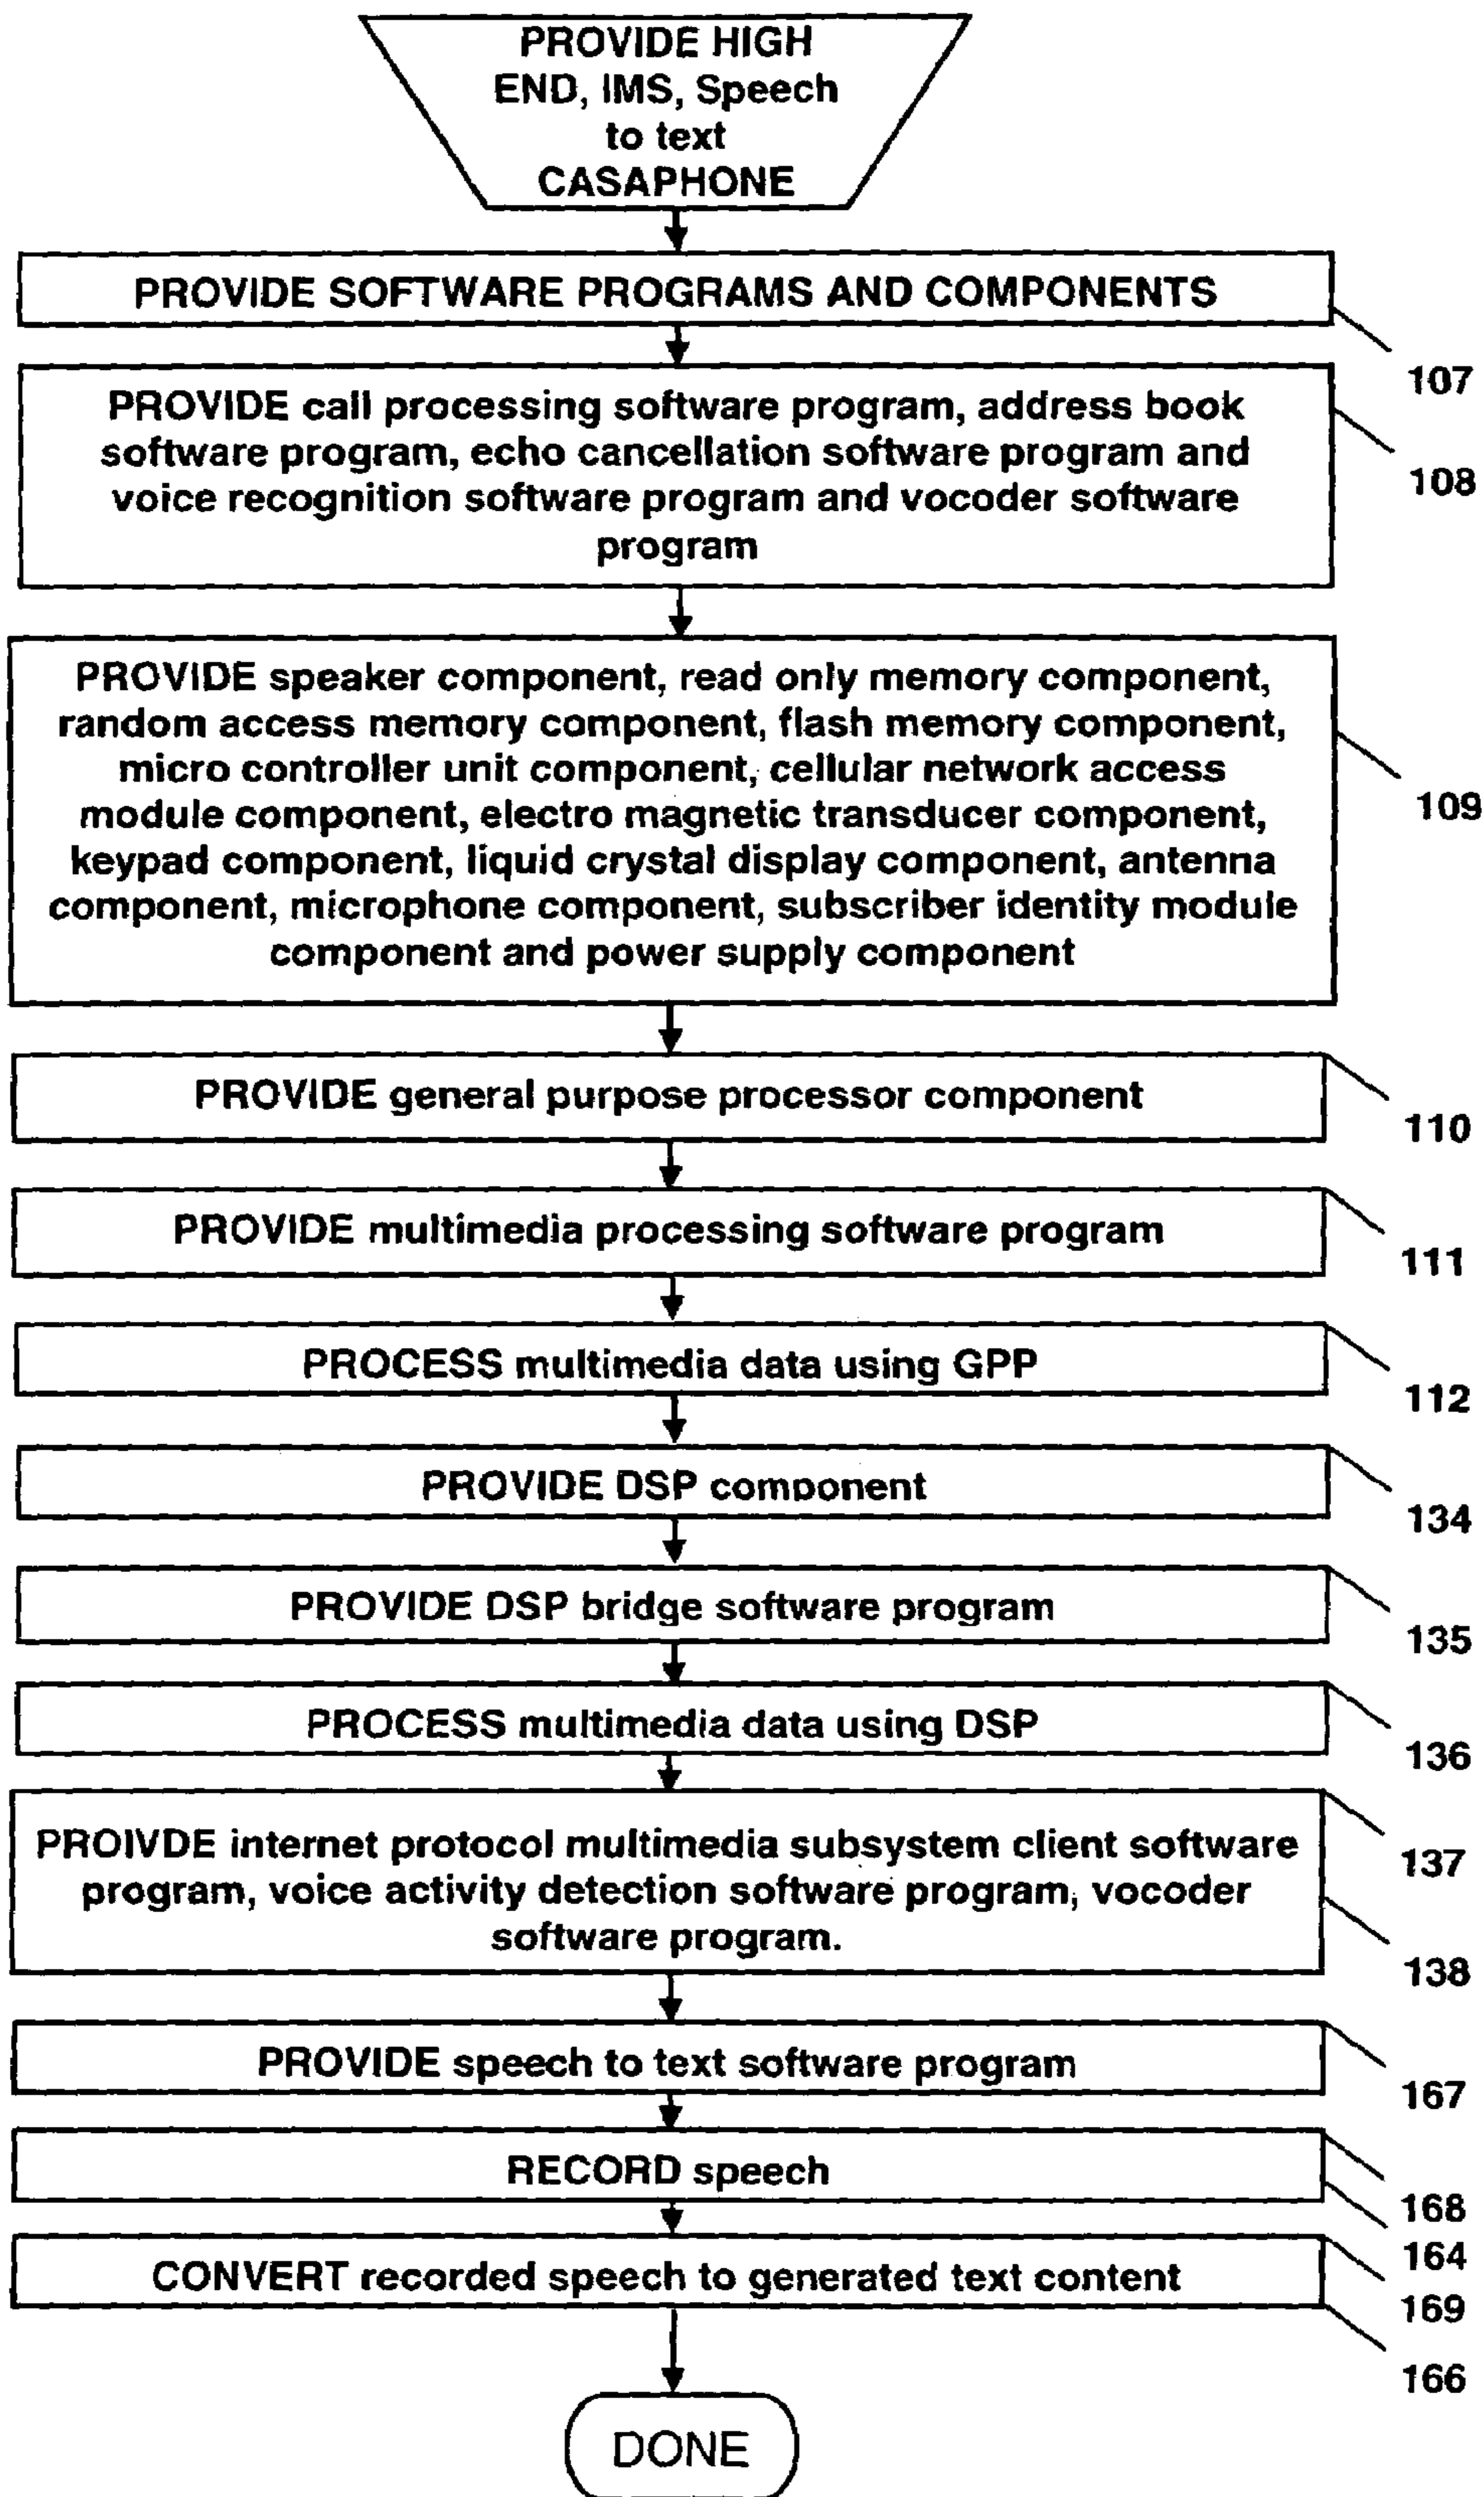 PROVIDE HIGH
END, IMS, Speech
to text
CASAPHONE
PROVIDE SOFTWARE PROGRAMS AND COMPONENTS
107
PROVIDE call processing software program, address book
software program, echo cancellation software program and
voice recognition software program and vocoder software
program
108
PROVIDE speaker component, read only memory component,
random access memory component, flash memory component,
micro controller unit component, cellular network access
module component, electro magnetic transducer component,
keypad component, liquid crystal display component, antenna
component, microphone component, subscriber identity module
component and power supply component
109
PROVIDE general purpose processor component
110
PROVIDE multimedia processing software program
111
PROCESS multimedia data using GPP
112
PROVIDE DSP component
134
PROVIDE DSP bridge software program
135
PROCESS multimedia data using DSP
136
PROIVDE internet protocol multimedia subsystem client software
program, voice activity detection software program, vocoder
software program.
137
138
PROVIDE speech to text software program
167
RECORD speech
168
164
CONVERT recorded speech to generated text content
169
166
DONE